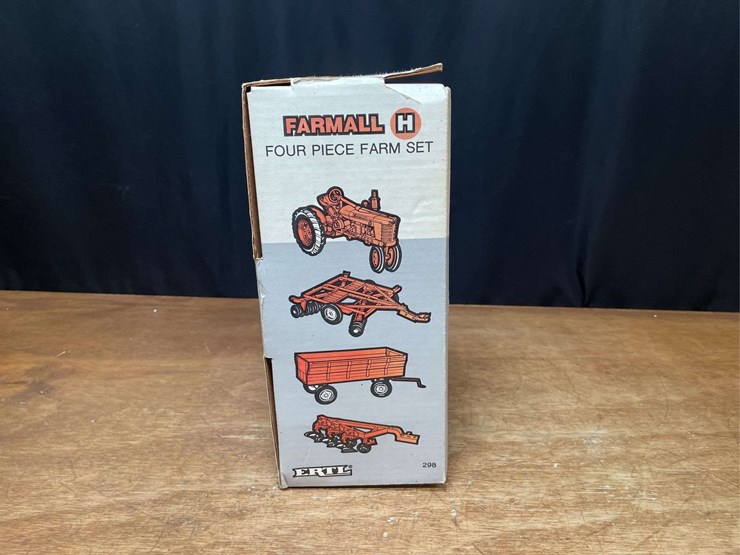 FARMALL H
FOUR PIECE FARM SET
ERTL® 298